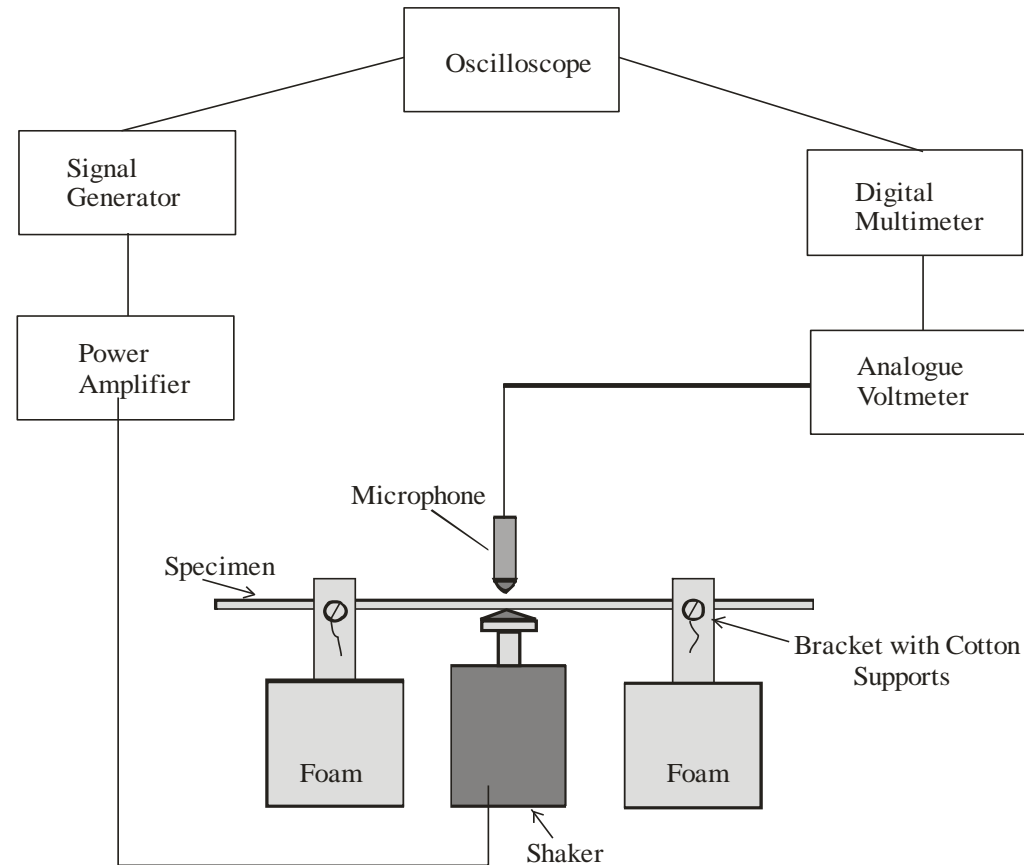 Oscilloscope
Signal
Generator
Digital
Multimeter
Power
Amplifier
Analogue
Voltmeter
Microphone
Specimen
Bracket with Cotton
Supports
Foam
Foam
Shaker